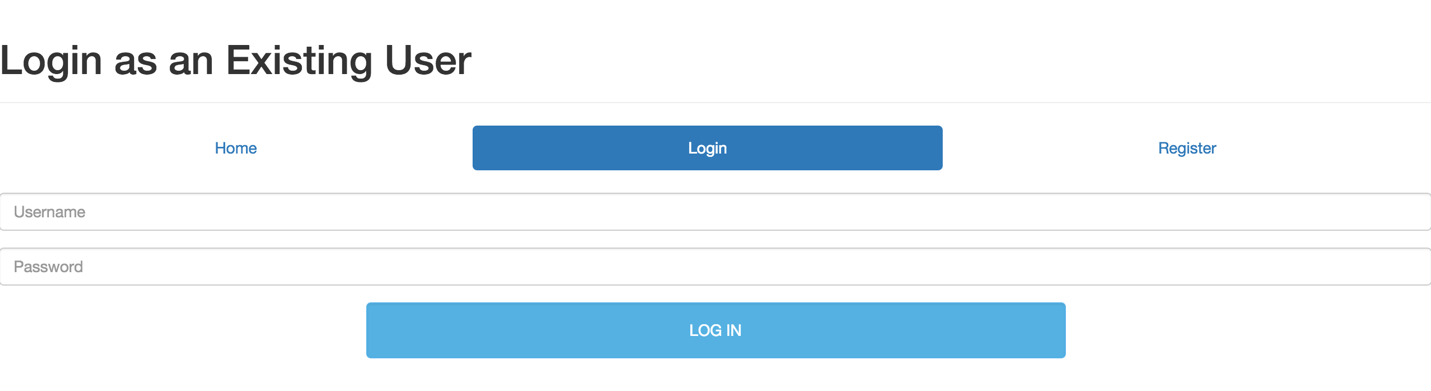 Login as an Existing User
Home Login Register
Username
Password
LOG IN